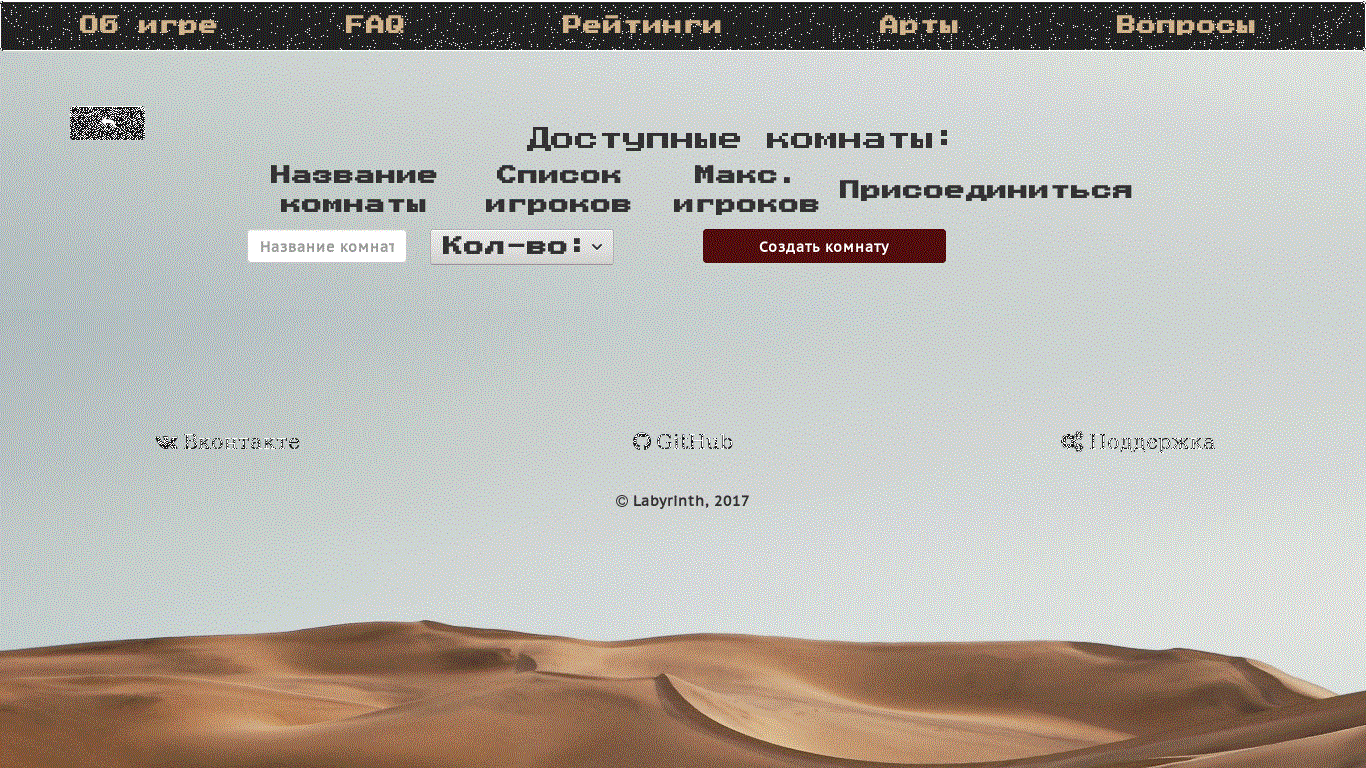 Об игре FAQ Рейтинги Арты Вопросы
Доступные комнаты:
Название комнаты
Список игроков
Макс. игроков
Присоединиться
Название комнат
Кол-во:
Создать комнату
Вконтакте GitHub Поддержка
© Labyrinth, 2017